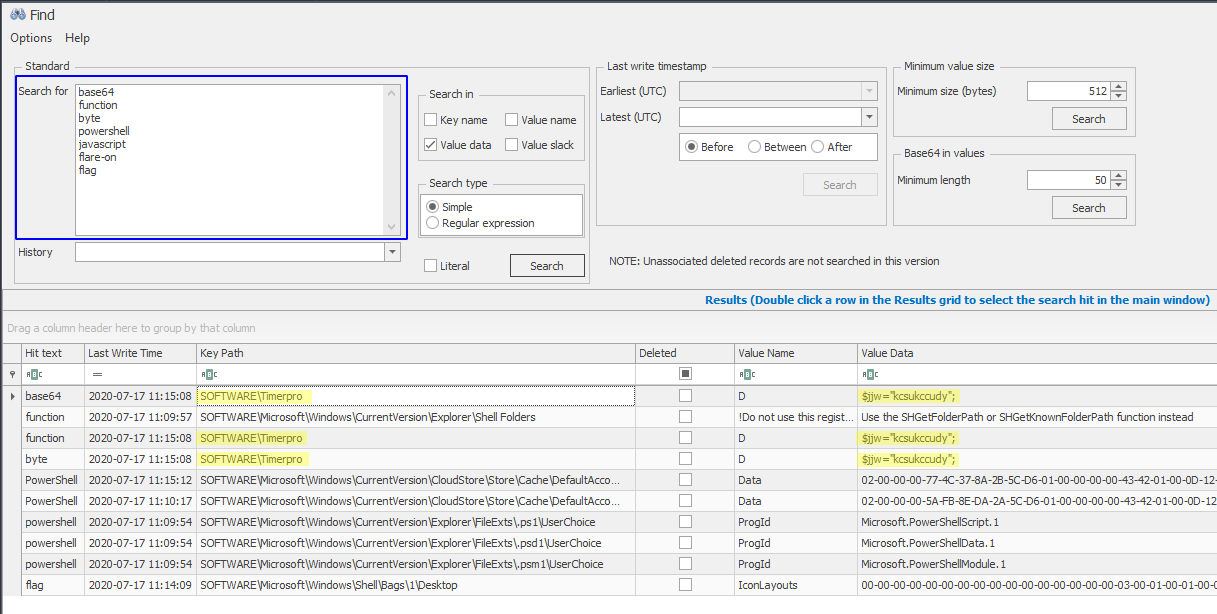 Find
Options Help
Standard
Search for
base64
function
byte
powershell
javascript
flare-on
flag
History
Search in
Key name Value name
Value data Value slack
Search type
Simple
Regular expression
Literal Search
Last write timestamp
Earliest (UTC)
Latest (UTC)
Before Between After
Search
Minimum value size
Minimum size (bytes) 512
Search
Base64 in values
Minimum length 50
Search
NOTE: Unassociated deleted records are not searched in this version
Results (Double click a row in the Results grid to select the search hit in the main window)
Drag a column header here to group by that column
Hit text Last Write Time Key Path Deleted Value Name Value Data
ABC = ABC ABC ABC
base64 2020-07-17 11:15:08 SOFTWARE\Timerpro D $jjw="kcsukccudy";
function 2020-07-17 11:09:57 SOFTWARE\Microsoft\Windows\CurrentVersion\Explorer\Shell Folders !Do not use this regist... Use the SHGetFolderPath or SHGetKnownFolderPath function instead
function 2020-07-17 11:15:08 SOFTWARE\Timerpro D $jjw="kcsukccudy";
byte 2020-07-17 11:15:08 SOFTWARE\Timerpro D $jjw="kcsukccudy";
PowerShell 2020-07-17 11:15:12 SOFTWARE\Microsoft\Windows\CurrentVersion\CloudStore\Store\Cache\DefaultAcco... Data 02-00-00-00-77-4C-37-8A-2B-5C-D6-01-00-00-00-00-43-42-01-00-0D-12-
PowerShell 2020-07-17 11:10:17 SOFTWARE\Microsoft\Windows\CurrentVersion\CloudStore\Store\Cache\DefaultAcco... Data 02-00-00-00-5A-FB-8E-DA-2A-5C-D6-01-00-00-00-00-43-42-01-00-0D-12
powershell 2020-07-17 11:09:54 SOFTWARE\Microsoft\Windows\CurrentVersion\Explorer\FileExts\.ps1\UserChoice ProgId Microsoft.PowerShellScript.1
powershell 2020-07-17 11:09:54 SOFTWARE\Microsoft\Windows\CurrentVersion\Explorer\FileExts\.psd1\UserChoice ProgId Microsoft.PowerShellData.1
powershell 2020-07-17 11:09:54 SOFTWARE\Microsoft\Windows\CurrentVersion\Explorer\FileExts\.psm1\UserChoice ProgId Microsoft.PowerShellModule.1
flag 2020-07-17 11:14:09 SOFTWARE\Microsoft\Windows\Shell\Bags\1\Desktop IconLayouts 00-00-00-00-00-00-00-00-00-00-00-00-00-00-00-00-03-00-01-00-01-00-0